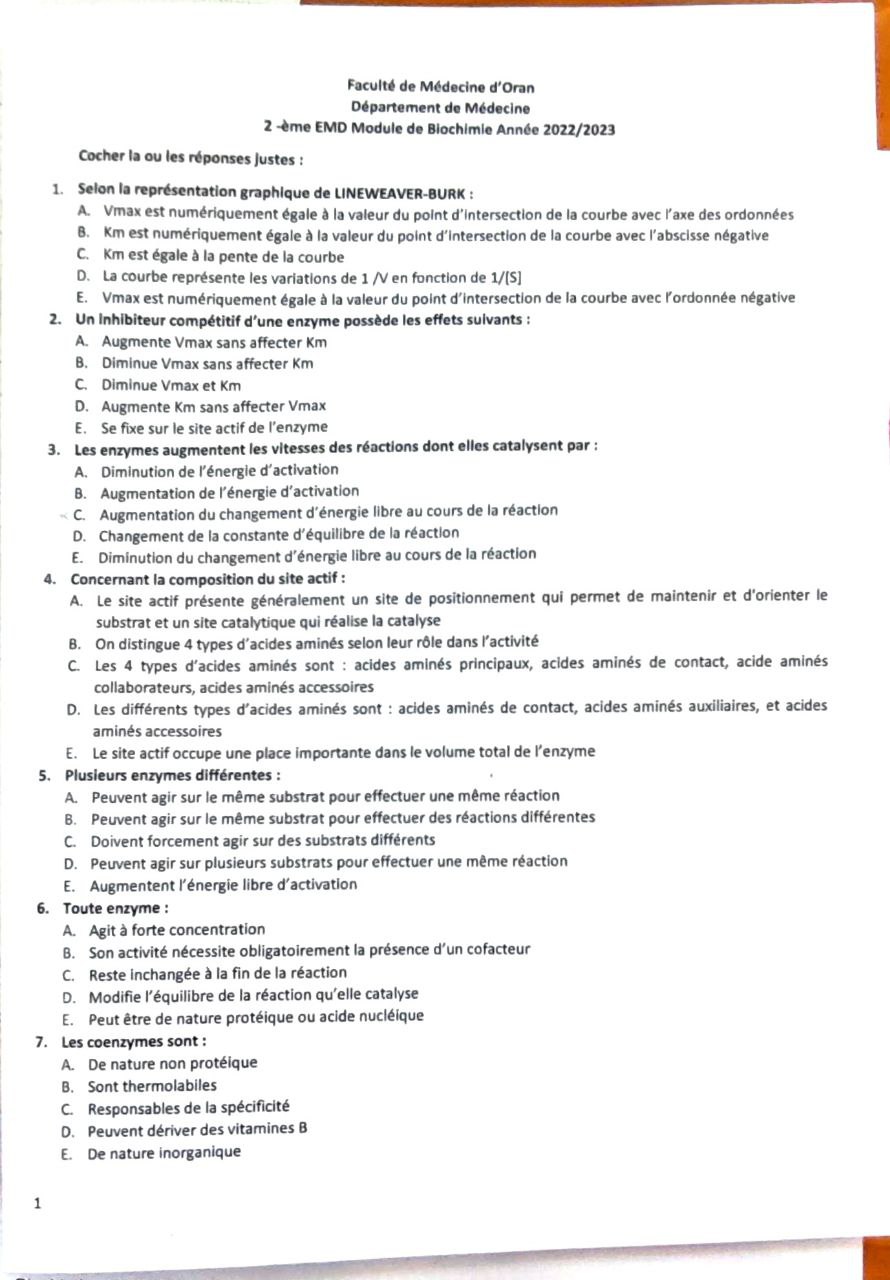 Faculté de Médecine d'Oran
Département de Médecine
2 -ème EMD Module de Biochimie Année 2022/2023
Cocher la ou les réponses justes :
1. Selon la représentation graphique de LINEWEAVER-BURK :
A. Vmax est numériquement égale à la valeur du point d'intersection de la courbe avec l'axe des ordonnées
B. Km est numériquement égale à la valeur du point d'intersection de la courbe avec l'abscisse négative
C. Km est égale à la pente de la courbe
D. La courbe représente les variations de 1 /V en fonction de 1/[S]
E. Vmax est numériquement égale à la valeur du point d'intersection de la courbe avec l'ordonnée négative
2. Un inhibiteur compétitif d'une enzyme possède les effets suivants :
A. Augmente Vmax sans affecter Km
B. Diminue Vmax sans affecter Km
C. Diminue Vmax et Km
D. Augmente Km sans affecter Vmax
E. Se fixe sur le site actif de l'enzyme
3. Les enzymes augmentent les vitesses des réactions dont elles catalysent par :
A. Diminution de l'énergie d'activation
B. Augmentation de l'énergie d'activation
C. Augmentation du changement d'énergie libre au cours de la réaction
D. Changement de la constante d'équilibre de la réaction
E. Diminution du changement d'énergie libre au cours de la réaction
4. Concernant la composition du site actif :
A. Le site actif présente généralement un site de positionnement qui permet de maintenir et d'orienter le
substrat et un site catalytique qui réalise la catalyse
B. On distingue 4 types d'acides aminés selon leur rôle dans l'activité
C. Les 4 types d'acides aminés sont : acides aminés principaux, acides aminés de contact, acide aminés
collaborateurs, acides aminés accessoires
D. Les différents types d'acides aminés sont : acides aminés de contact, acides aminés auxiliaires, et acides
aminés accessoires
E. Le site actif occupe une place importante dans le volume total de l'enzyme
5. Plusieurs enzymes différentes :
A. Peuvent agir sur le même substrat pour effectuer une même réaction
B. Peuvent agir sur le même substrat pour effectuer des réactions différentes
C. Doivent forcement agir sur des substrats différents
D. Peuvent agir sur plusieurs substrats pour effectuer une même réaction
E. Augmentent l'énergie libre d'activation
6. Toute enzyme :
A. Agit à forte concentration
B. Son activité nécessite obligatoirement la présence d'un cofacteur
C. Reste inchangée à la fin de la réaction
D. Modifie l'équilibre de la réaction qu'elle catalyse
E. Peut être de nature protéique ou acide nucléique
7. Les coenzymes sont :
A. De nature non protéique
B. Sont thermolabiles
C. Responsables de la spécificité
D. Peuvent dériver des vitamines B
E. De nature inorganique
1